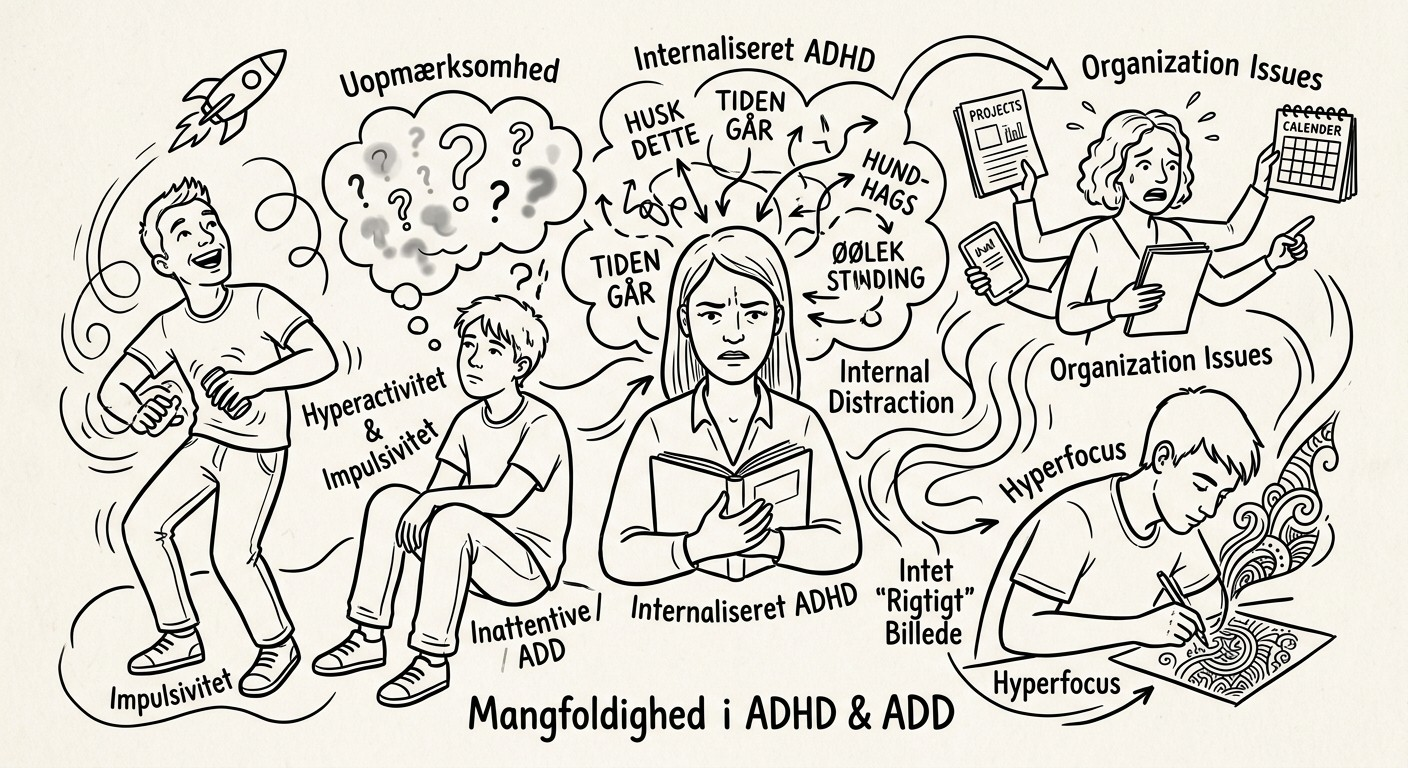 Uopmærksomhed
Internaliseret ADHD
Organization Issues
HUSK
DETTE
TIDEN
GÅR
HUND-
HAGS
TIDEN
GÅR
ØØLEK
STINDING
PROJECTS
CALENDER
Hyperactivitet
&
Impulsivitet
Internal
Distraction
Organization Issues
Hyperfocus
Intet
"Rigtigt"
Billede
Inattentive /
/ ADD
Internaliseret ADHD
Impulsivitet
Hyperfocus
Mangfoldighed i ADHD & ADD